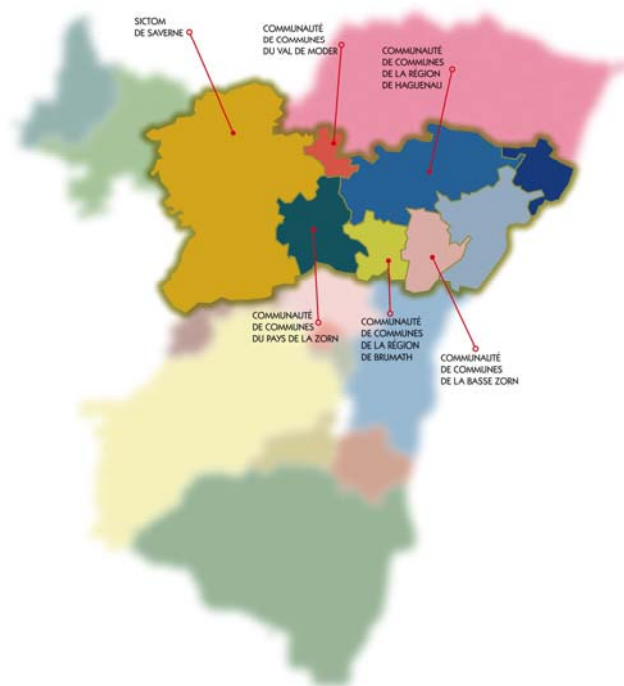 SICTOM
DE SAVERNE
COMMUNAUTÉ
DE COMMUNES
DU VAL DE MODER
COMMUNAUTÉ
DE COMMUNES
DE LA RÉGION
DE HAGUENAU
COMMUNAUTÉ
DE COMMUNES
DU PAYS DE LA ZORN
COMMUNAUTÉ
DE COMMUNES
DE LA RÉGION
DE BRUMATH
COMMUNAUTÉ
DE COMMUNES
DE LA BASSE ZORN